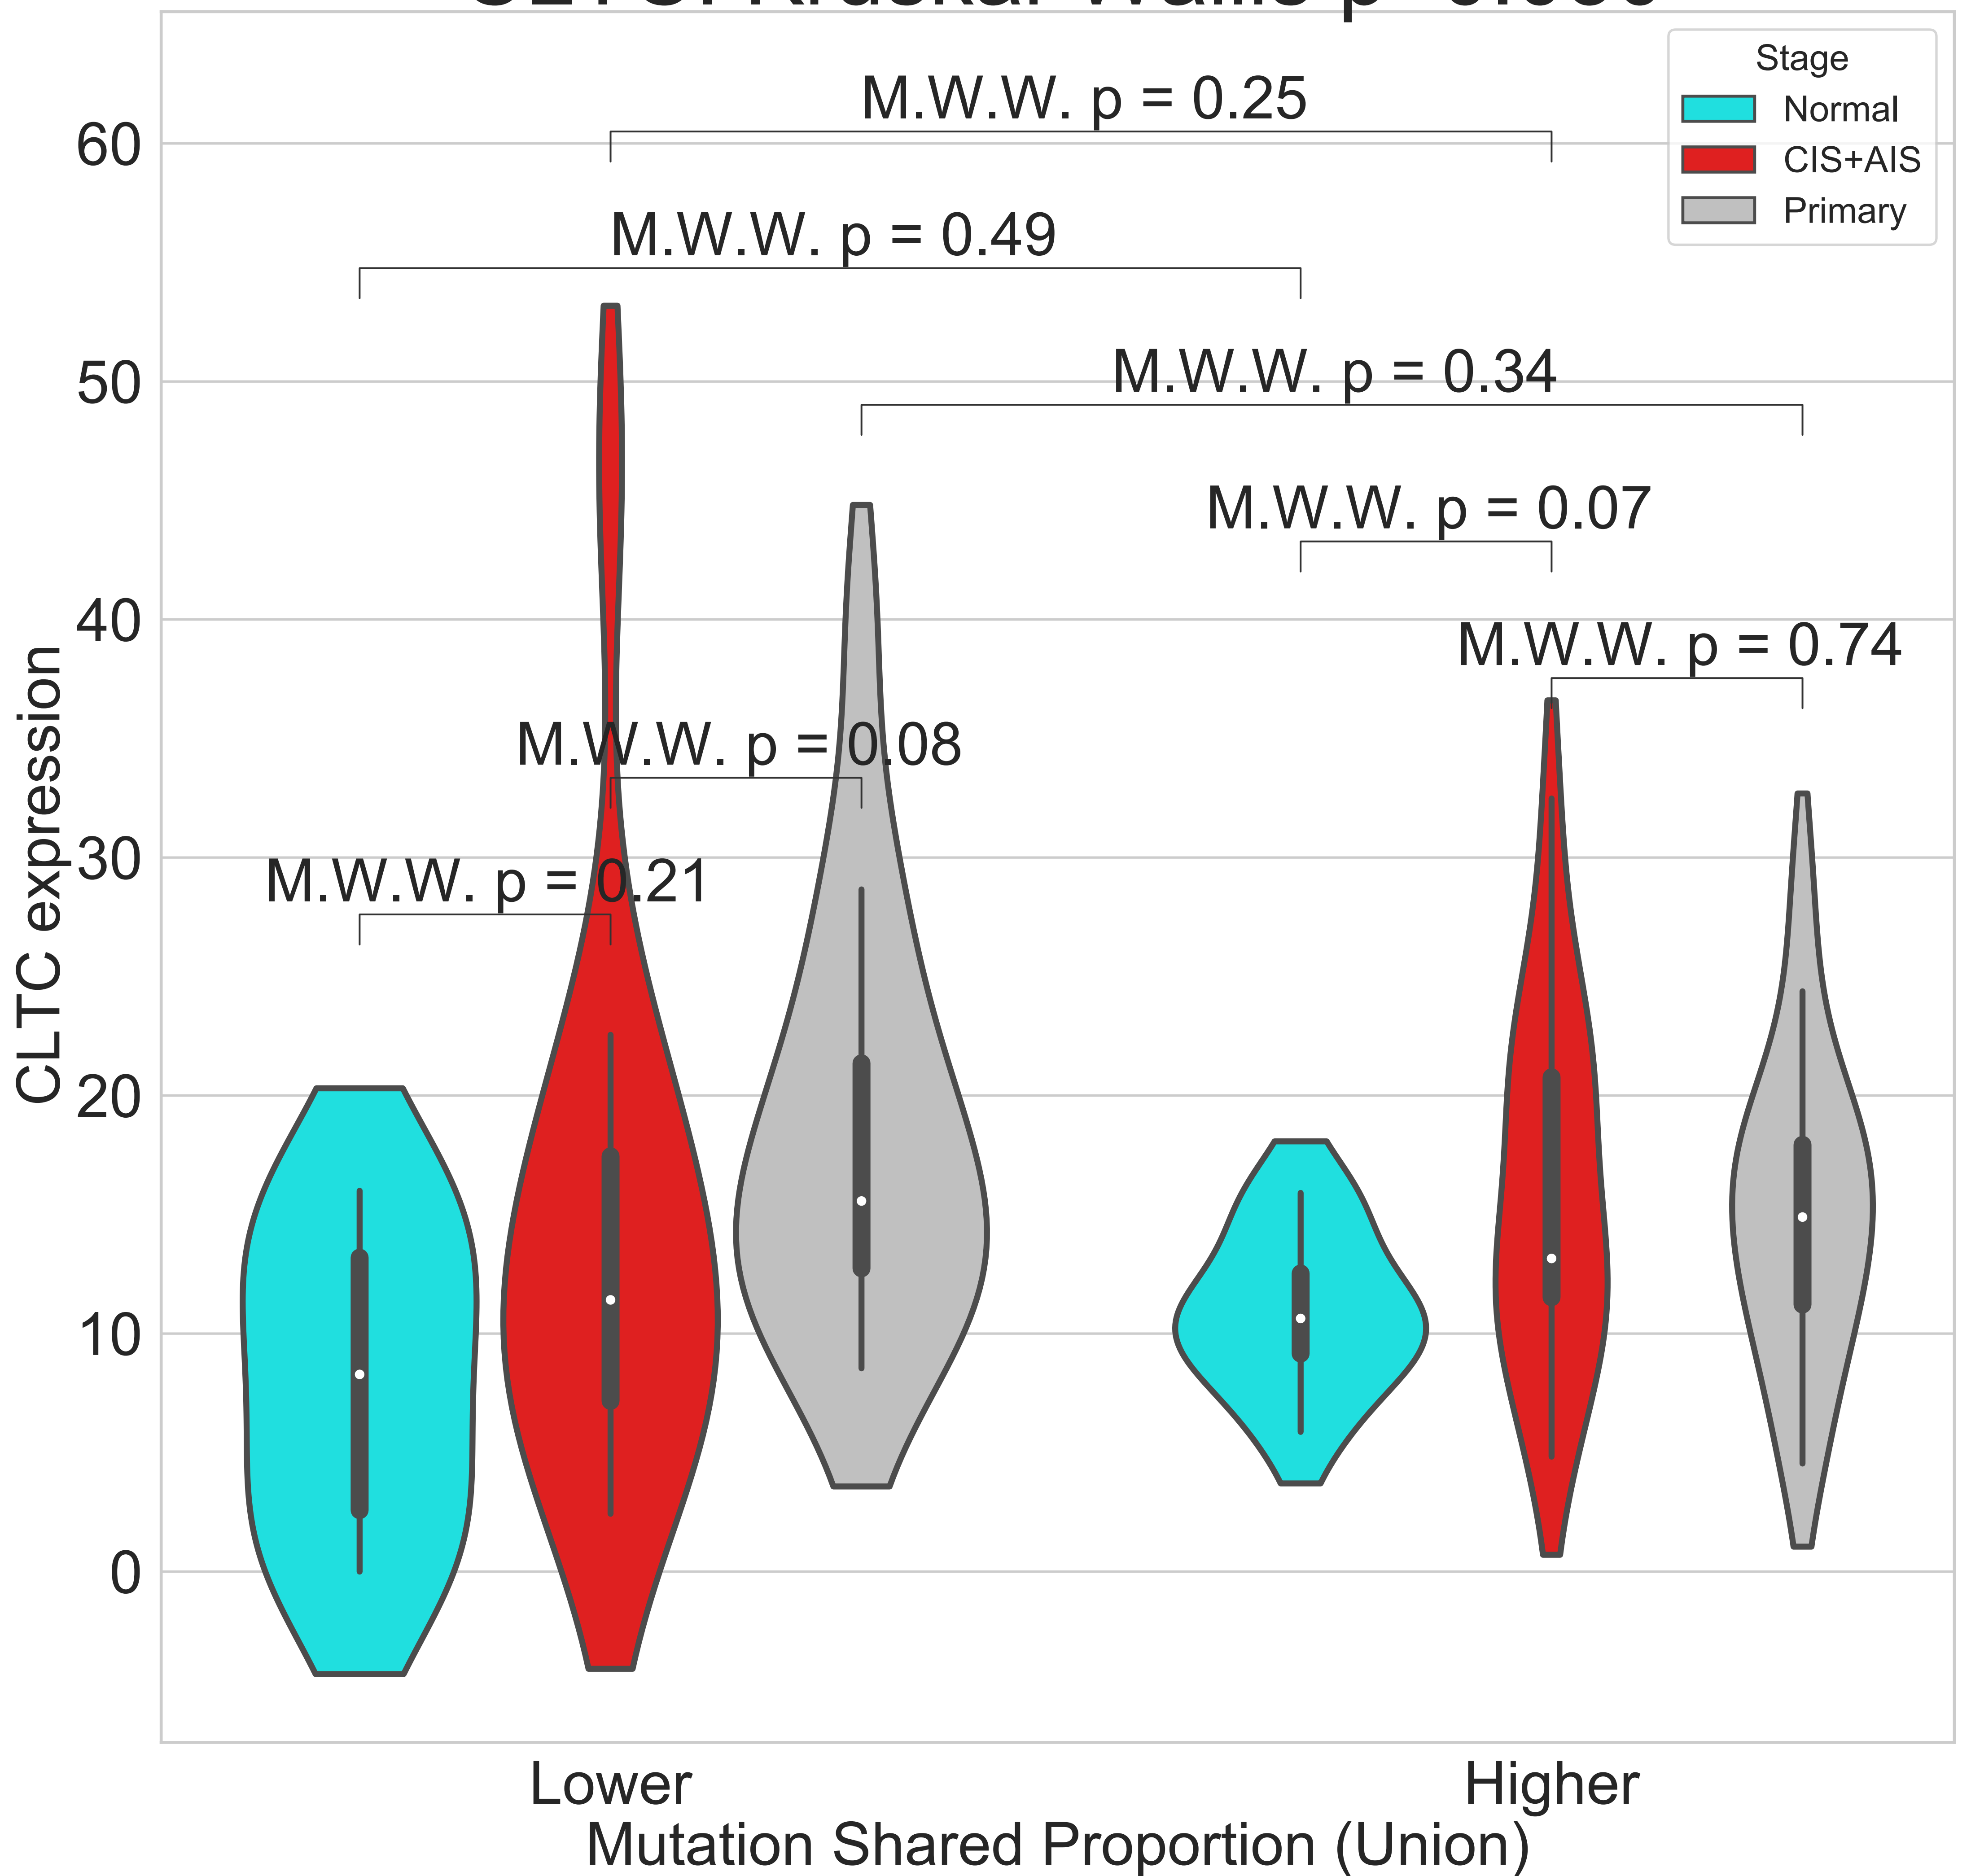 Stage
Normal
CIS+AIS
Primary
M.W.W. p = 0.25
M.W.W. p = 0.49
M.W.W. p = 0.34
M.W.W. p = 0.07
M.W.W. p = 0.74
M.W.W. p = 0.08
M.W.W. p = 0.21
CLTC expression
60
50
40
30
20
10
0
Lower
Higher
Mutation Shared Proportion (Union)